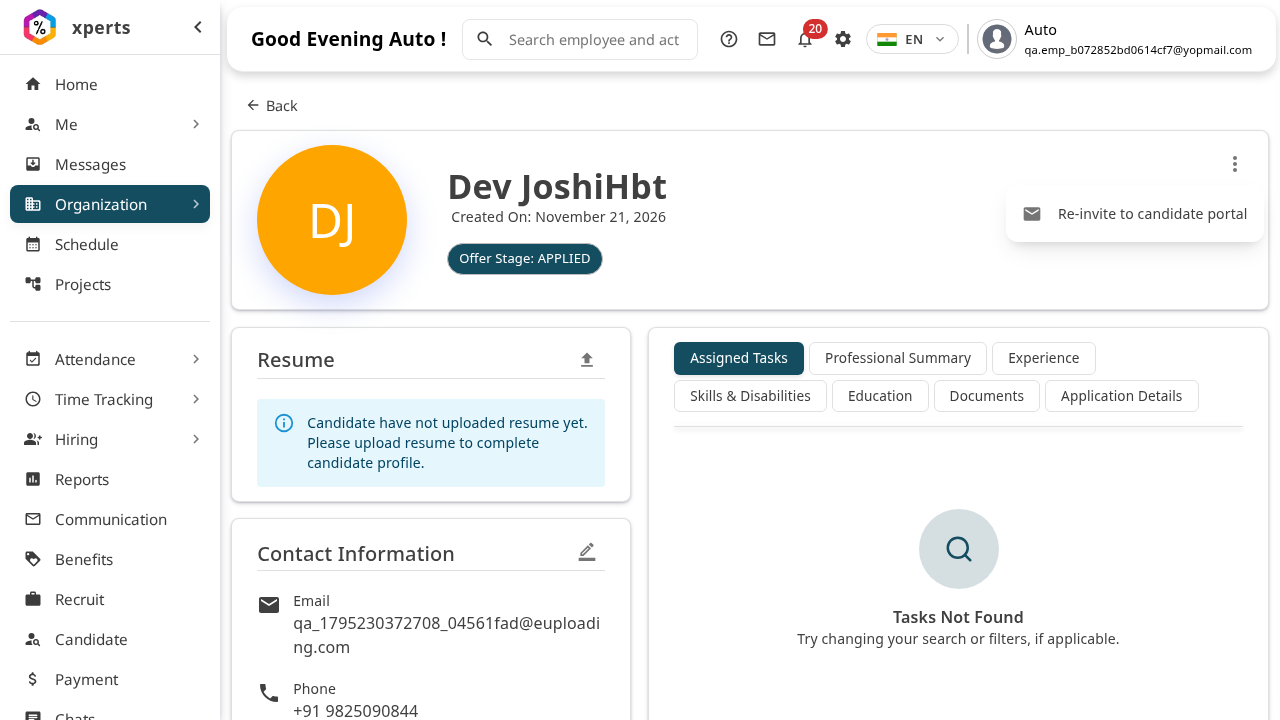 xperts
Home
Me
Messages
Organization
Schedule
Projects
Attendance
Time Tracking
Hiring
Reports
Communication
Benefits
Recruit
Candidate
Payment
Chats
Good Evening Auto !
Search employee and act
20
EN
Auto
qa.emp_b072852bd0614cf7@yopmail.com
Back
DJ
Dev JoshiHbt
Created On: November 21, 2026
Offer Stage: APPLIED
Re-invite to candidate portal
Resume
Candidate have not uploaded resume yet.
Please upload resume to complete
candidate profile.
Contact Information
Email
qa_1795230372708_04561fad@euploadi
ng.com
Phone
+91 9825090844
Assigned Tasks
Professional Summary
Experience
Skills & Disabilities
Education
Documents
Application Details
Tasks Not Found
Try changing your search or filters, if applicable.